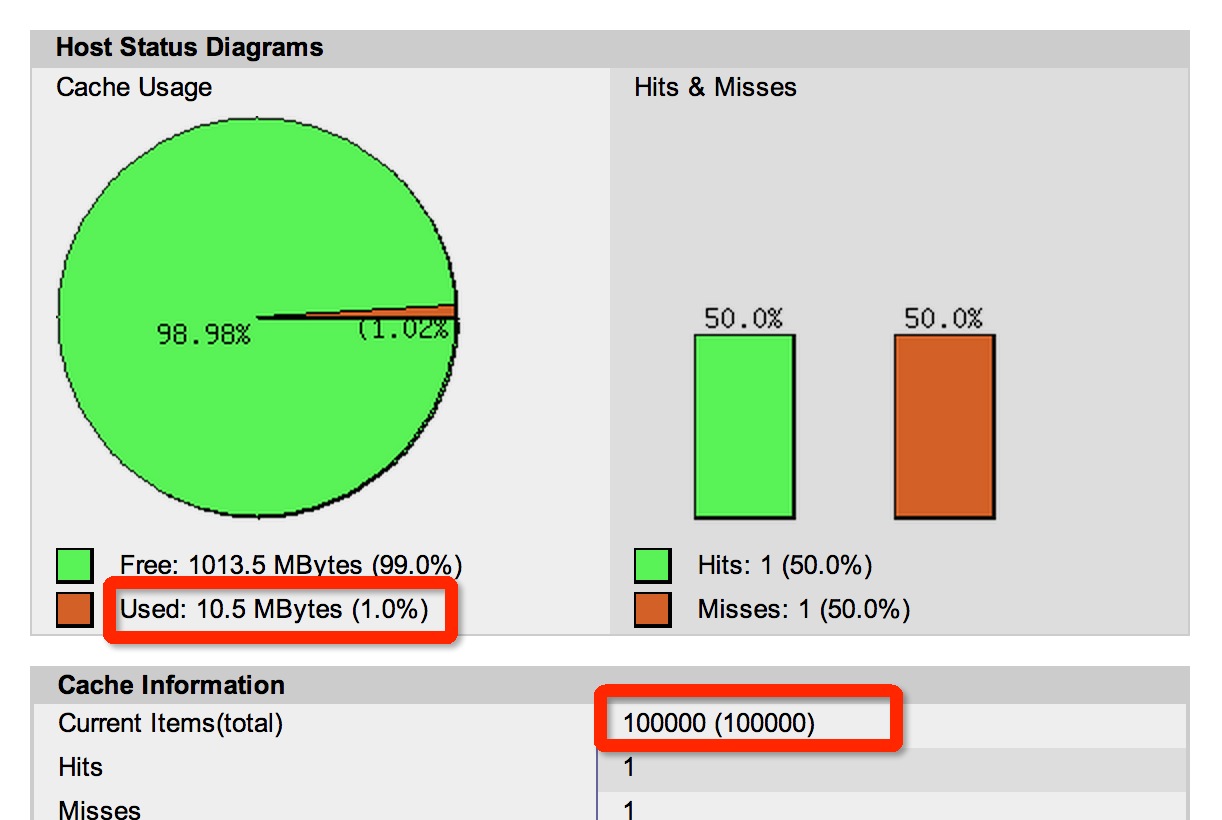 Host Status Diagrams
Cache Usage
98.98%
(1.02%
Free: 1013.5 MBytes (99.0%)
Used: 10.5 MBytes (1.0%)
Hits & Misses
50.0%
50.0%
Hits: 1 (50.0%)
Misses: 1 (50.0%)
Cache Information
Current Items(total) 100000 (100000)
Hits 1
Misses 1